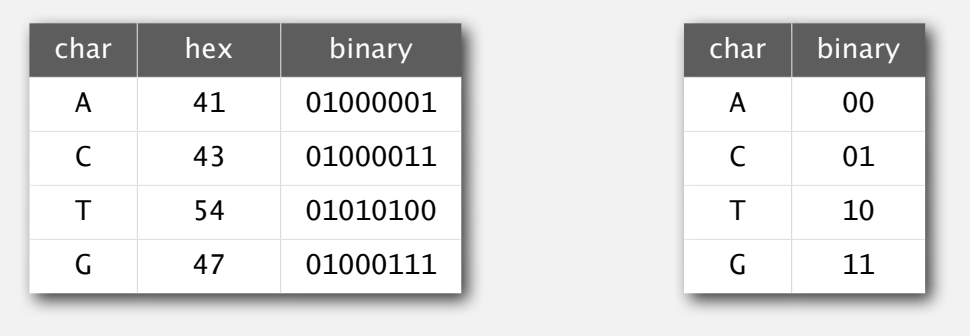 char hex binary
A 41 01000001
C 43 01000011
T 54 01010100
G 47 01000111
char binary
A 00
C 01
T 10
G 11